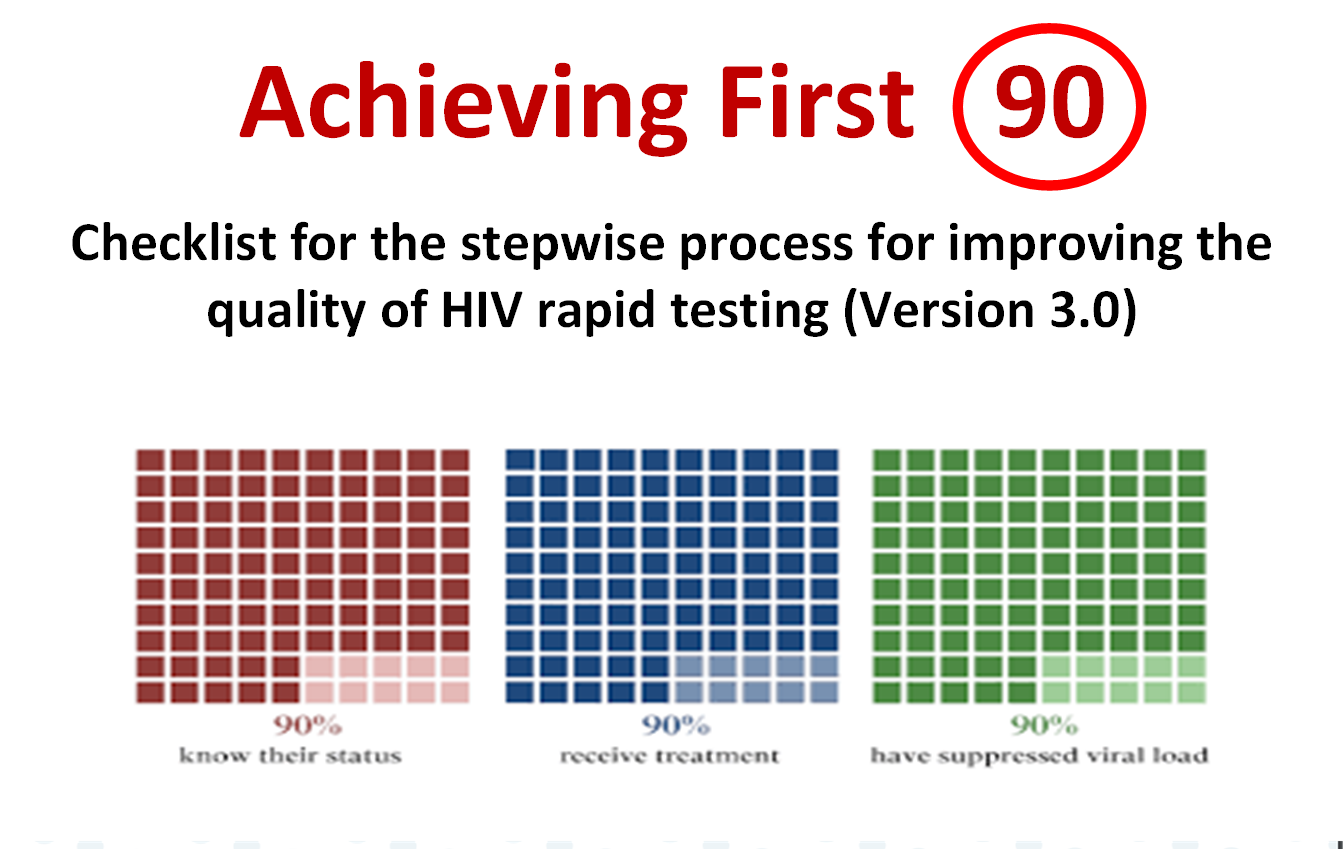 Achieving First 90
Checklist for the stepwise process for improving the
quality of HIV rapid testing (Version 3.0)
90%
know their status
90%
receive treatment
90%
have suppressed viral load